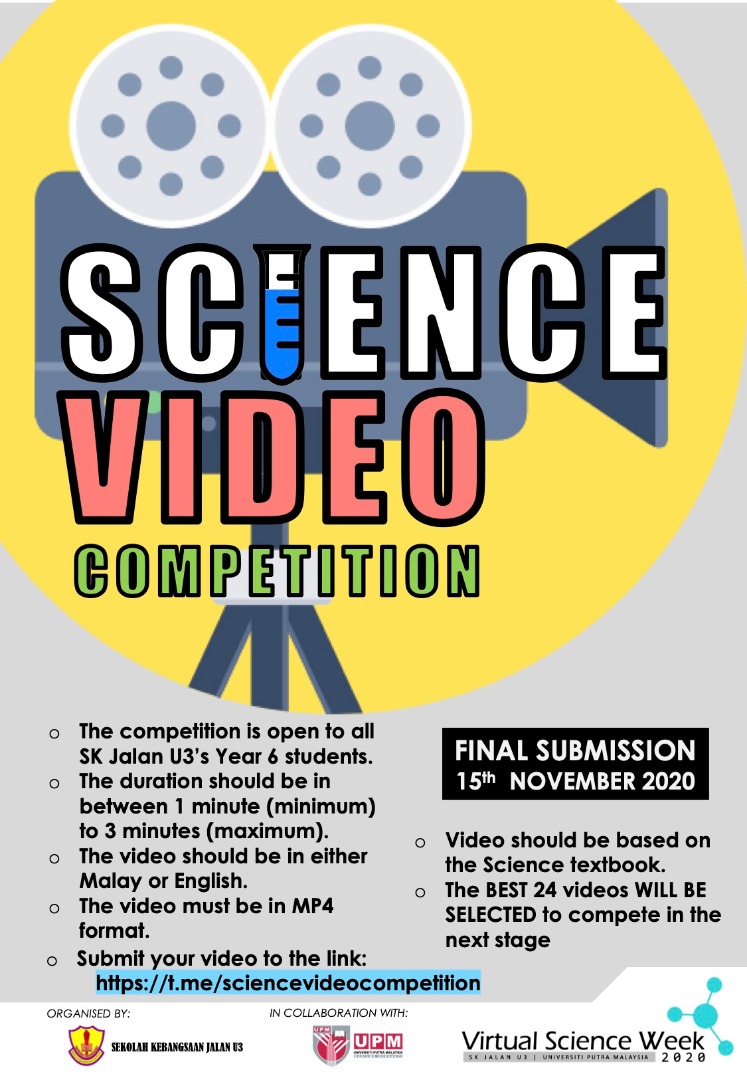 SCIENCE
VIDEO
COMPETITION
o The competition is open to all
SK Jalan U3's Year 6 students.
o The duration should be in
between 1 minute (minimum)
to 3 minutes (maximum).
o The video should be in either
Malay or English.
o The video must be in MP4
format.
o Submit your video to the link:
https://t.me/sciencevideocompetition
FINAL SUBMISSION
15th NOVEMBER 2020
o Video should be based on
the Science textbook.
o The BEST 24 videos WILL BE
SELECTED to compete in the
next stage
ORGANISED BY:
SEKOLAH KEBANGSAAN JALAN U3
IN COLLABORATION WITH:
UPM
UPM
UNIVERSITI PUTRA MALAYSIA
Virtual Science Week
SK JALAN U3 | UNIVERSITI PUTRA MALAYSIA
2020